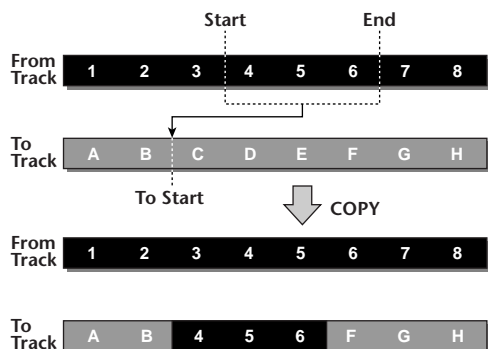 Start End
From Track 1 2 3 4 5 6 7 8
To Track A B C D E F G H
To Start
COPY
From Track 1 2 3 4 5 6 7 8
To Track A B 4 5 6 F G H